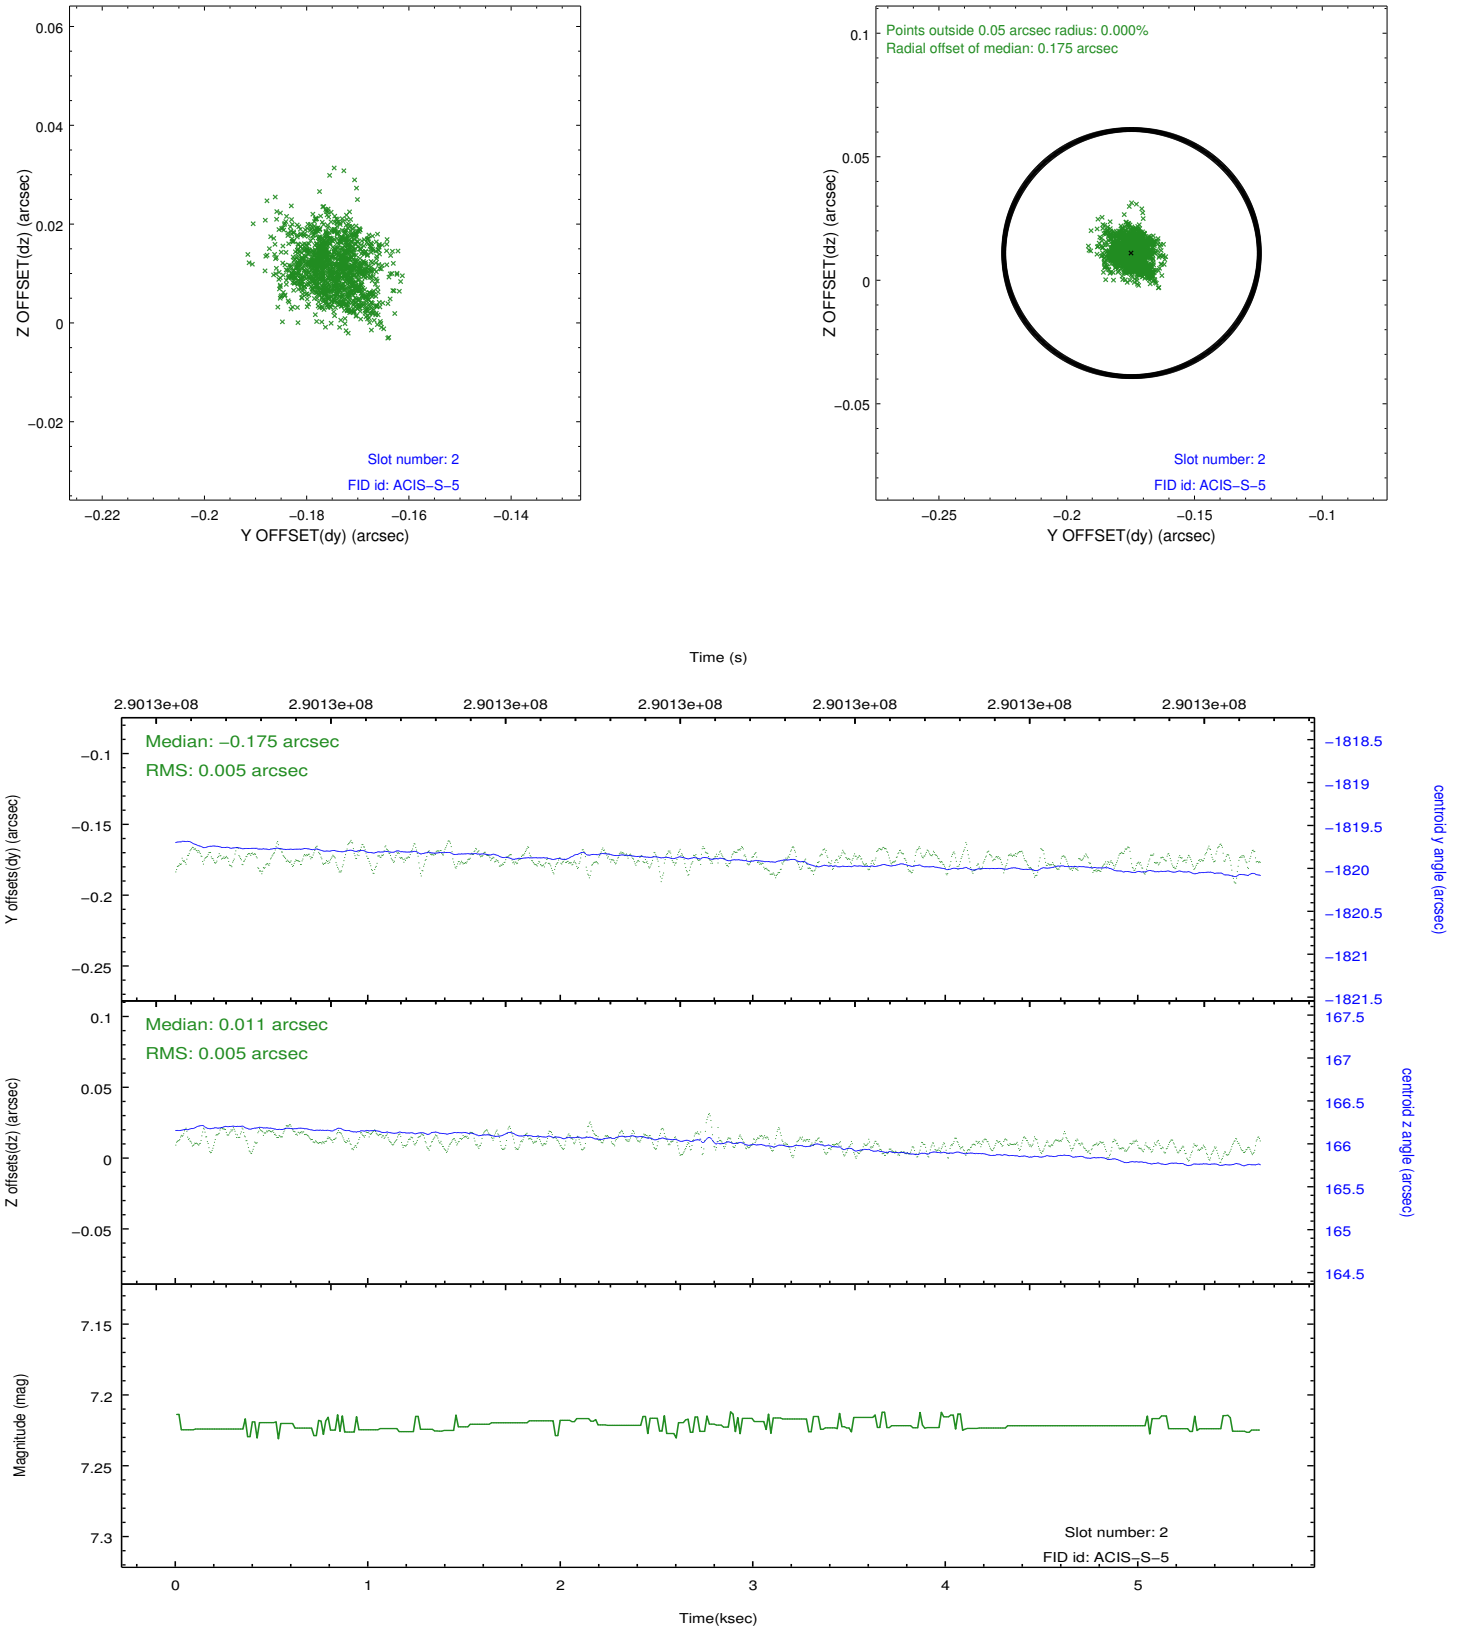 0.06
0.04
0.02
0
−0.02
−0.22
−0.2
−0.18
−0.16
−0.14
Z OFFSET(dz) (arcsec)
Y OFFSET(dy) (arcsec)
Slot number: 2
FID id: ACIS−S−5
Points outside 0.05 arcsec radius: 0.000%
Radial offset of median: 0.175 arcsec
0.1
0.05
0
−0.05
−0.25
−0.2
−0.15
−0.1
Z OFFSET(dz) (arcsec)
Y OFFSET(dy) (arcsec)
Slot number: 2
FID id: ACIS−S−5
Time (s)
2.9013e+08
2.9013e+08
2.9013e+08
2.9013e+08
2.9013e+08
2.9013e+08
2.9013e+08
Median: −0.175 arcsec
RMS: 0.005 arcsec
−0.1
−0.15
−0.2
−0.25
Y offsets(dy) (arcsec)
−1818.5
−1819
−1819.5
−1820
−1820.5
−1821
−1821.5
centroid y angle (arcsec)
Median: 0.011 arcsec
RMS: 0.005 arcsec
0.1
0.05
0
−0.05
Z offsets(dz) (arcsec)
167.5
167
166.5
166
165.5
165
164.5
centroid z angle (arcsec)
7.15
7.2
7.25
7.3
Magnitude (mag)
Slot number: 2
FID id: ACIS−S−5
0
1
2
3
4
5
Time(ksec)